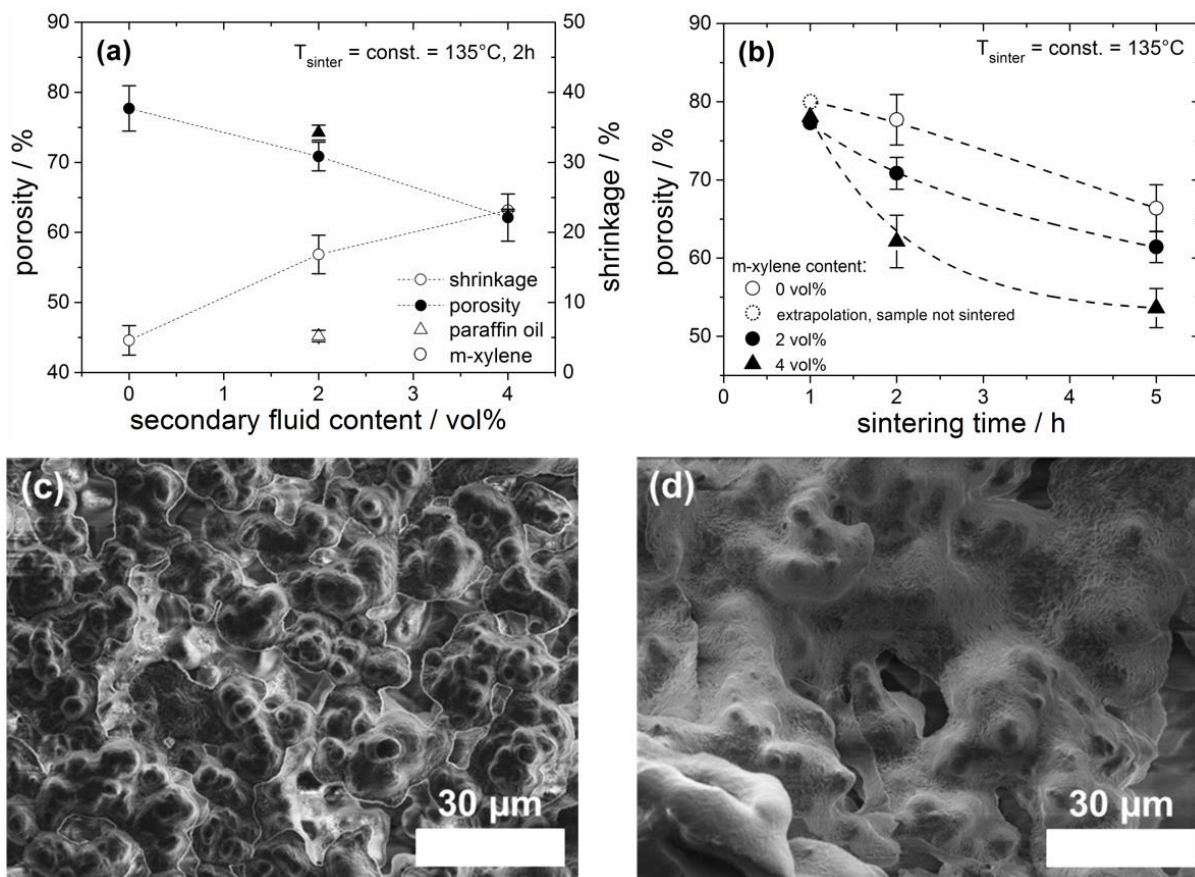 (a)
T_sinter = const. = 135°C, 2h
90
80
70
60
50
40
porosity / %
50
40
30
20
10
0
shrinkage / %
shrinkage
porosity
paraffin oil
m-xylene
0 1 2 3 4
secondary fluid content / vol%
(b)
T_sinter = const. = 135°C
90
80
70
60
50
porosity / %
m-xylene content:
0 vol%
extrapolation, sample not sintered
2 vol%
4 vol%
0 1 2 3 4 5
sintering time / h
(c)
30 µm
(d)
30 µm